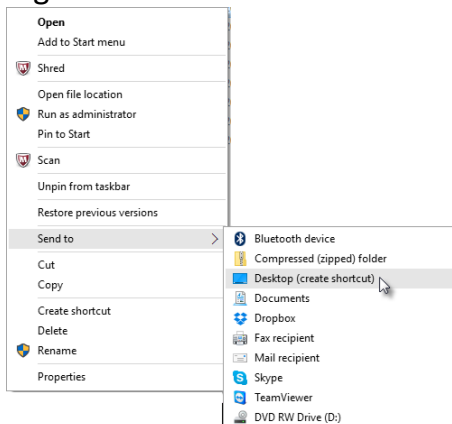 Open
Add to Start menu
Shred
Open file location
Run as administrator
Pin to Start
Scan
Unpin from taskbar
Restore previous versions
Send to
Cut
Copy
Create shortcut
Delete
Rename
Properties
Bluetooth device
Compressed (zipped) folder
Desktop (create shortcut)
Documents
Dropbox
Fax recipient
Mail recipient
Skype
TeamViewer
DVD RW Drive (D:)